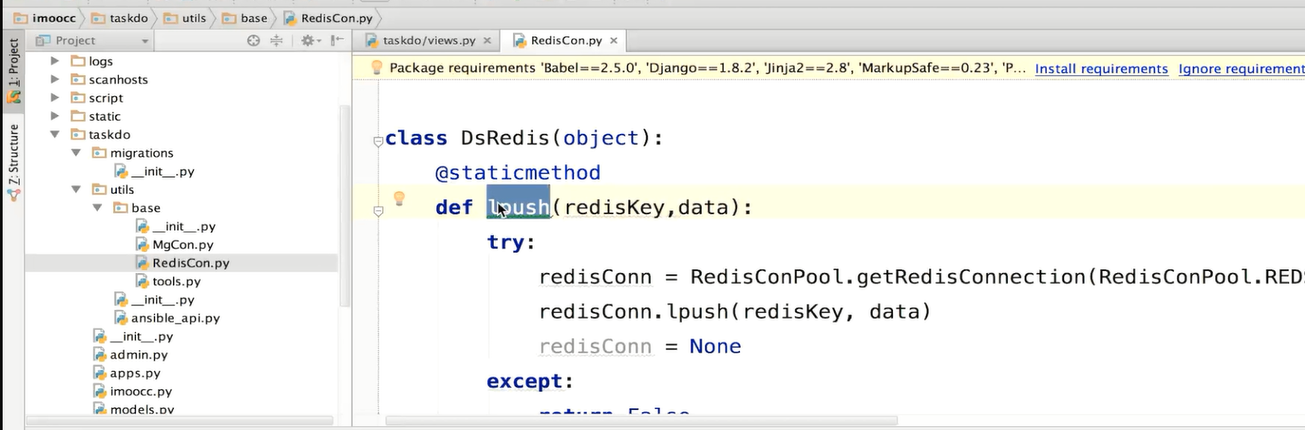 imoocc taskdo utils base RedisCon.py
1: Project
Z: Structure
Project
logs
scanhosts
script
static
taskdo
migrations
__init__.py
utils
base
__init__.py
MgCon.py
RedisCon.py
tools.py
__init__.py
ansible_api.py
__init__.py
admin.py
apps.py
imoocc.py
models.py
taskdo/views.py RedisCon.py
Package requirements 'Babel==2.5.0', 'Django==1.8.2', 'Jinja2==2.8', 'MarkupSafe==0.23', 'P... Install requirements Ignore requirement
class DsRedis(object):
@staticmethod
def lpush(redisKey,data):
try:
redisConn = RedisConPool.getRedisConnection(RedisConPool.RED
redisConn.lpush(redisKey, data)
redisConn = None
except:
return False